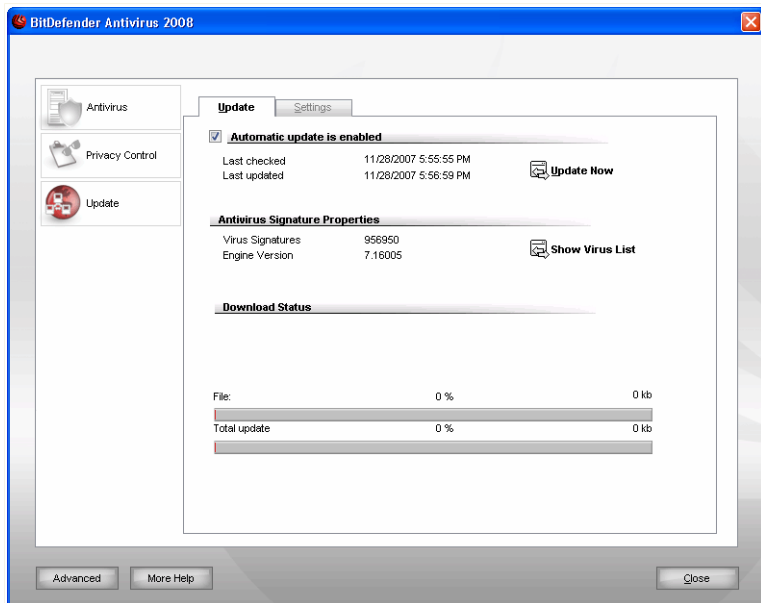 BitDefender Antivirus 2008
Antivirus
Privacy Control
Update
Update Settings
Automatic update is enabled
Last checked 11/28/2007 5:55:55 PM
Last updated 11/28/2007 5:56:59 PM
Update Now
Antivirus Signature Properties
Virus Signatures 956950
Engine Version 7.16005
Show Virus List
Download Status
File: 0 % 0 kb
Total update 0 % 0 kb
Advanced More Help Close